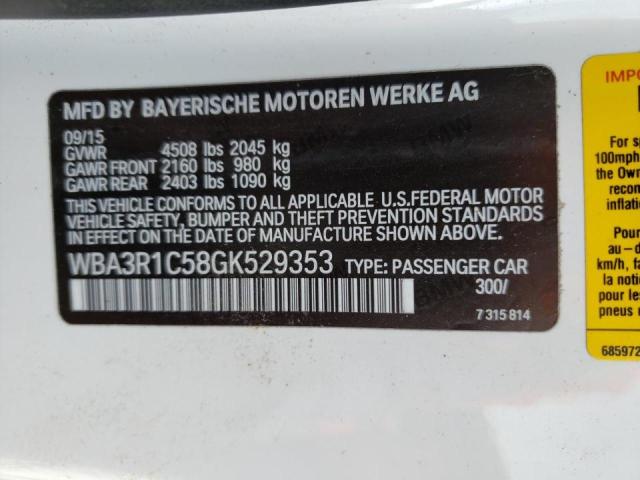 MFD BY BAYERISCHE MOTOREN WERKE AG
09/15
GVWR 4508 lbs 2045 kg
GAWR FRONT 2160 lbs 980 kg
GAWR REAR 2403 lbs 1090 kg
THIS VEHICLE CONFORMS TO ALL APPLICABLE U.S.FEDERAL MOTOR
VEHICLE SAFETY, BUMPER AND THEFT PREVENTION STANDARDS
IN EFFECT ON THE DATE OF MANUFACTURE SHOWN ABOVE.
WBA3R1C58GK529353 TYPE: PASSENGER CAR
300/
7 315 814
IMPO
For sp
100mph
the Own
recom
inflati
Pour
au – d
km/h, fa
la notic
pour les
pneus
685972